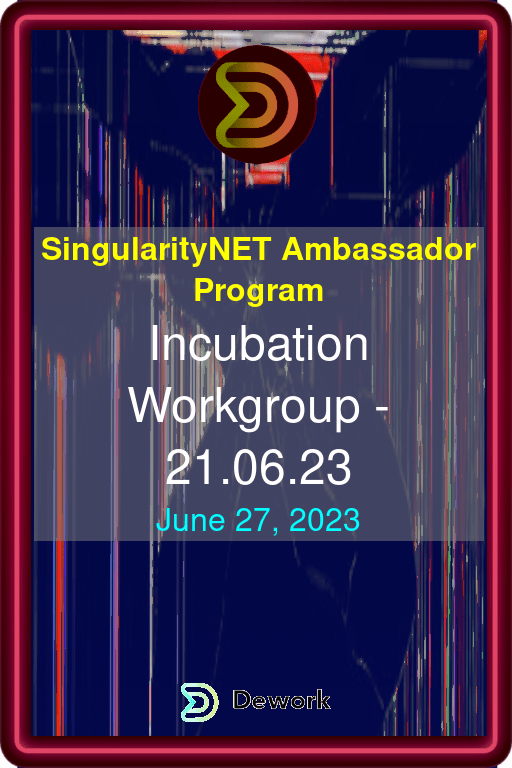 SingularityNET Ambassador
Program
Incubation
Workgroup -
21.06.23
June 27, 2023
Dework